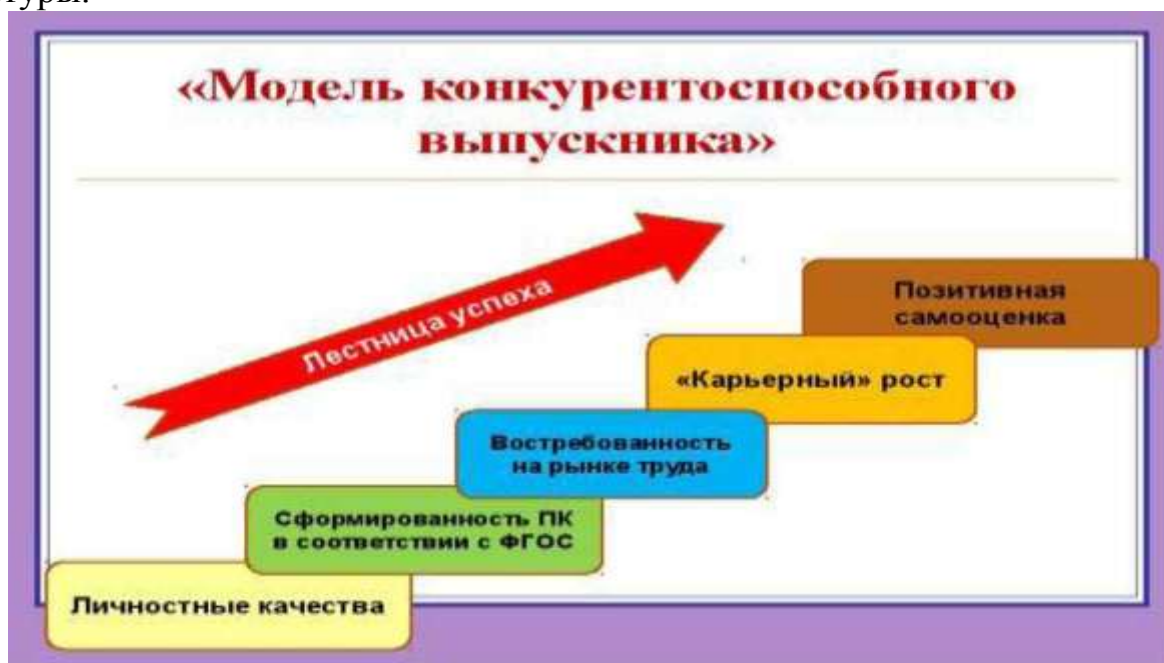 «Модель конкурентоспособного
выпускника»
Лестница успеха
Позитивная
самооценка
«Карьерный» рост
Востребованность
на рынке труда
Сформированность ПК
в соответствии с ФГОС
Личностные качества